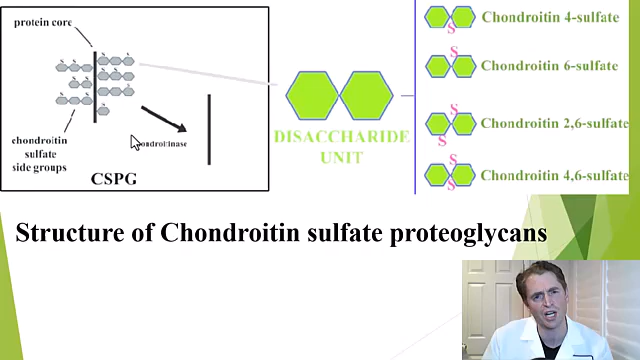 protein core
chondroitin
sulfate
side groups
CSPG
DISACCHARIDE
UNIT
S
Chondroitin 4-sulfate
S
Chondroitin 6-sulfate
S
Chondroitin 2,6-sulfate
S
S
Chondroitin 4,6-sulfate
S
Structure of Chondroitin sulfate proteoglycans